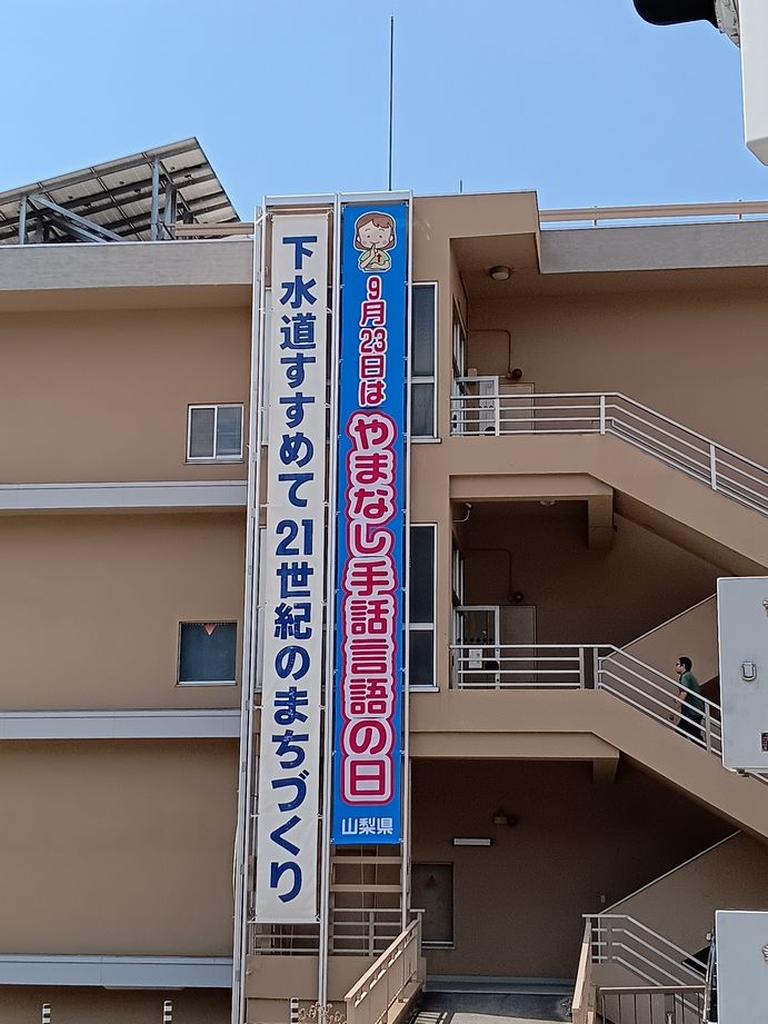 9月23日は
やまなし手話言語の日
山梨県
下水道すすめて21世紀のまちづくり